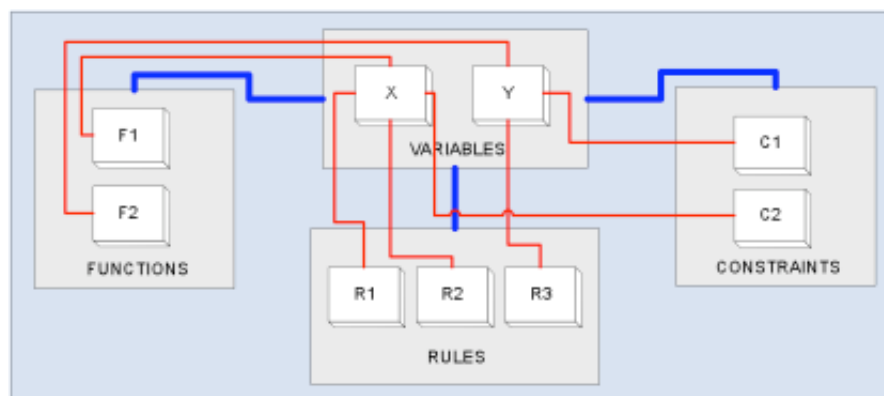 X
Y
VARIABLES
F1
F2
FUNCTIONS
C1
C2
CONSTRAINTS
R1
R2
R3
RULES